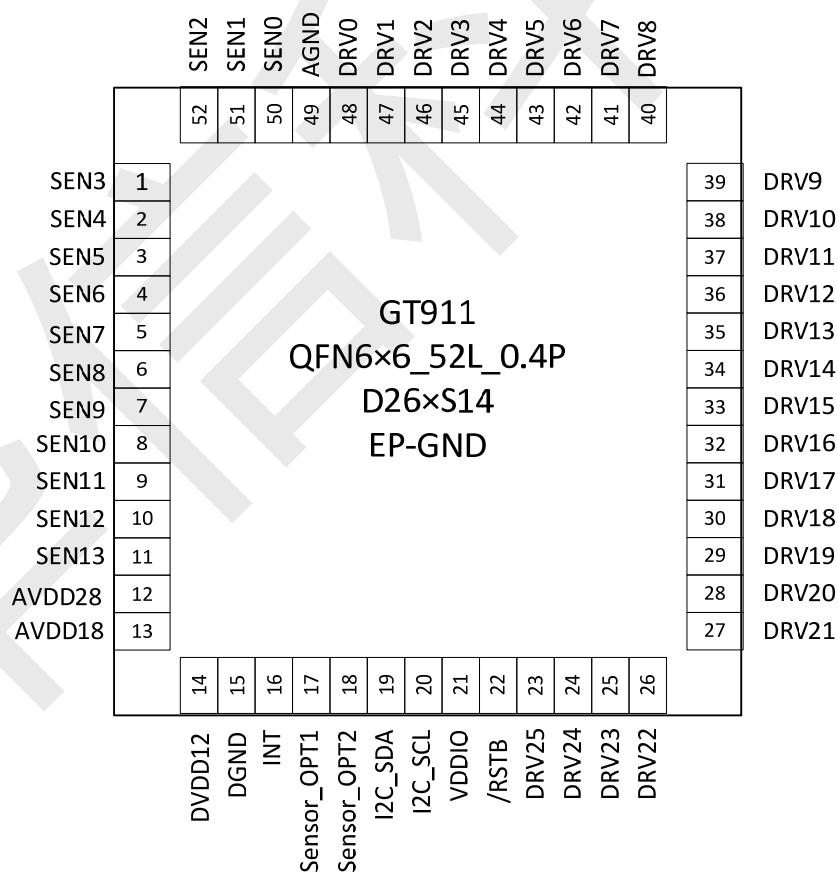 SEN2
SEN1
SEN0
AGND
DRV0
DRV1
DRV2
DRV3
DRV4
DRV5
DRV6
DRV7
DRV8
52
51
50
49
48
47
46
45
44
43
42
41
40
SEN3 1
SEN4 2
SEN5 3
SEN6 4
SEN7 5
SEN8 6
SEN9 7
SEN10 8
SEN11 9
SEN12 10
SEN13 11
AVDD28 12
AVDD18 13
GT911
QFN6×6_52L_0.4P
D26×S14
EP-GND
39 DRV9
38 DRV10
37 DRV11
36 DRV12
35 DRV13
34 DRV14
33 DRV15
32 DRV16
31 DRV17
30 DRV18
29 DRV19
28 DRV20
27 DRV21
14
15
16
17
18
19
20
21
22
23
24
25
26
DVDD12
DGND
INT
Sensor_OPT1
Sensor_OPT2
I2C_SDA
I2C_SCL
VDDIO
/RSTB
DRV25
DRV24
DRV23
DRV22